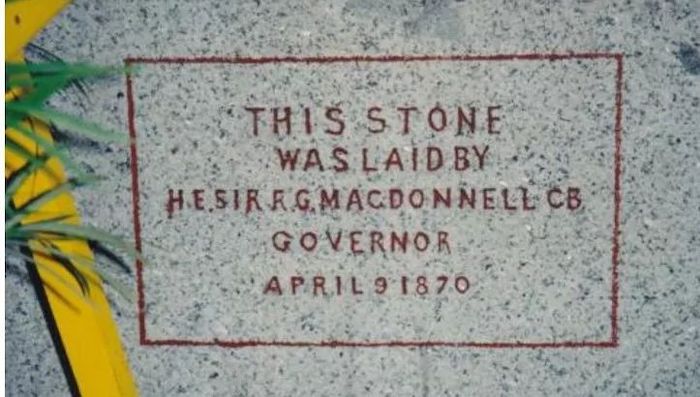 THIS STONE
WAS LAID BY
H.E. SIR R.G. MACDONNELL CB
GOVERNOR
APRIL 9 1870